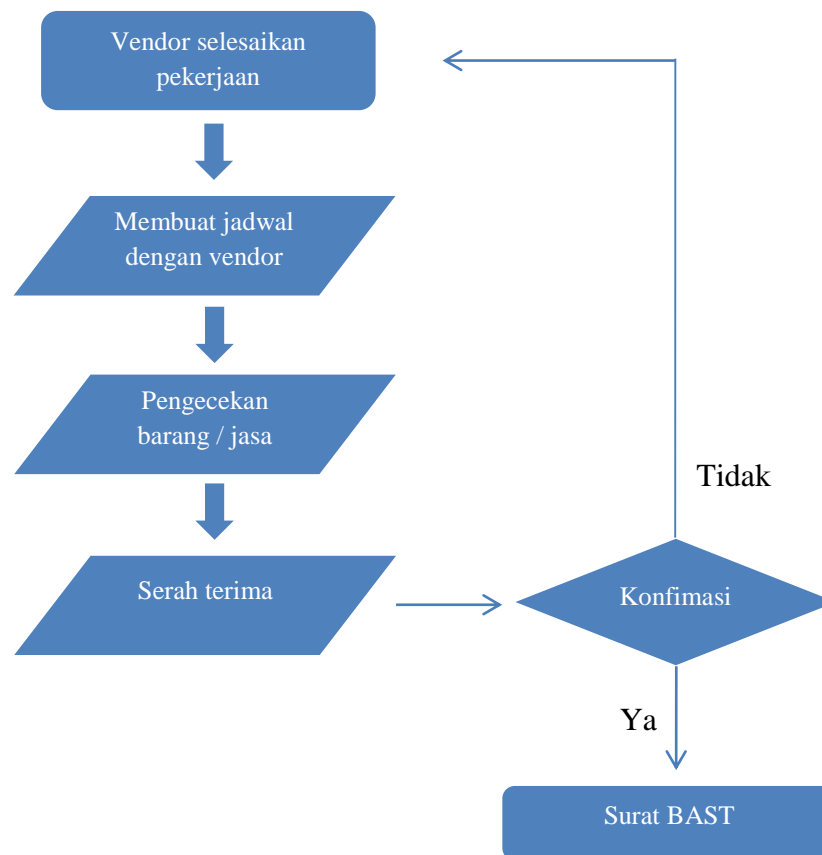 Vendor selesaikan
pekerjaan
Membuat jadwal
dengan vendor
Pengecekan
barang / jasa
Tidak
Serah terima
Konfimasi
Ya
Surat BAST